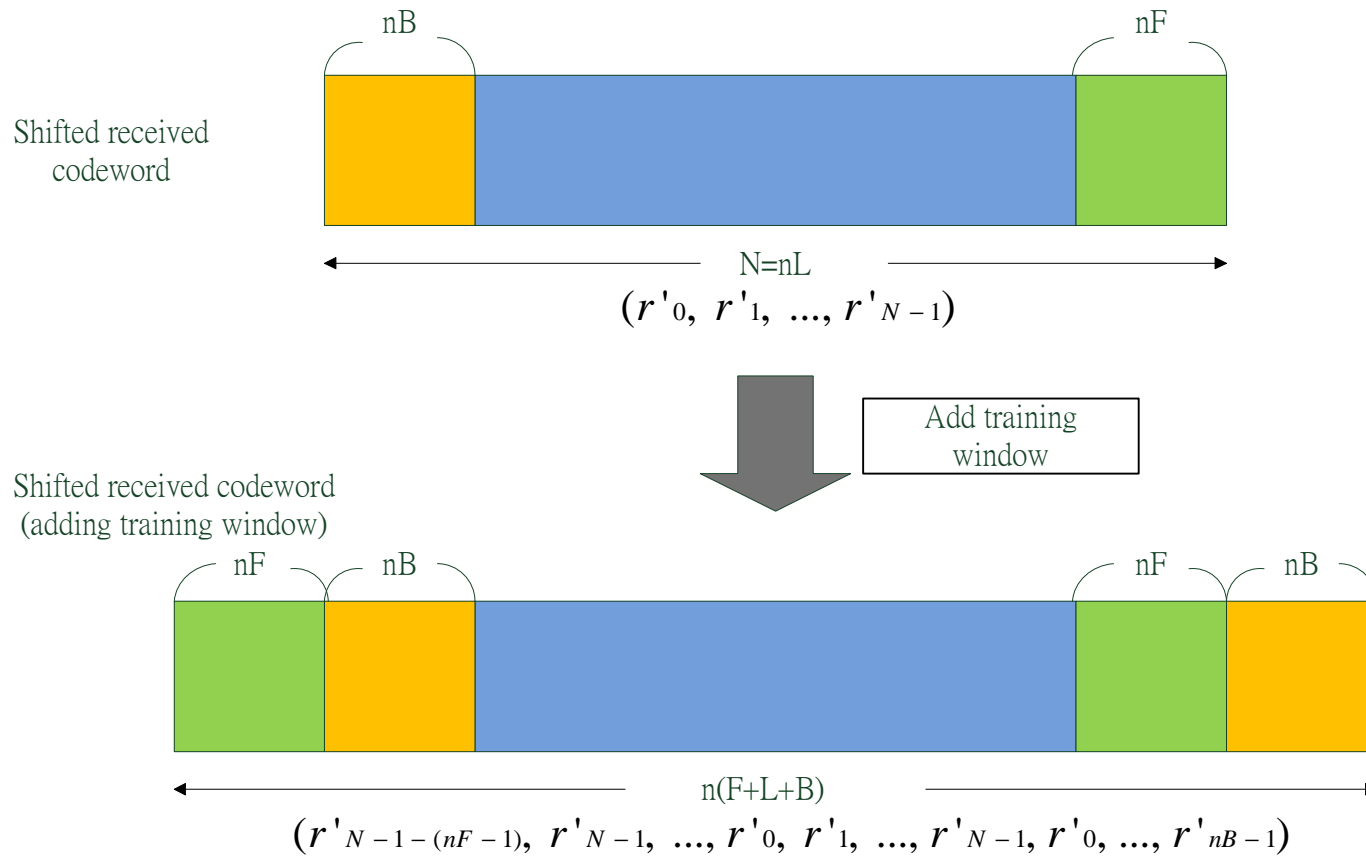 nB nF
Shifted received
codeword
N=nL
(r'0, r'1, ..., r'N-1)
Add training
window
Shifted received codeword
(adding training window)
nF nB nF nB
n(F+L+B)
(r'N-1-(nF-1), r'N-1, ..., r'0, r'1, ..., r'N-1, r'0, ..., r'nB-1)